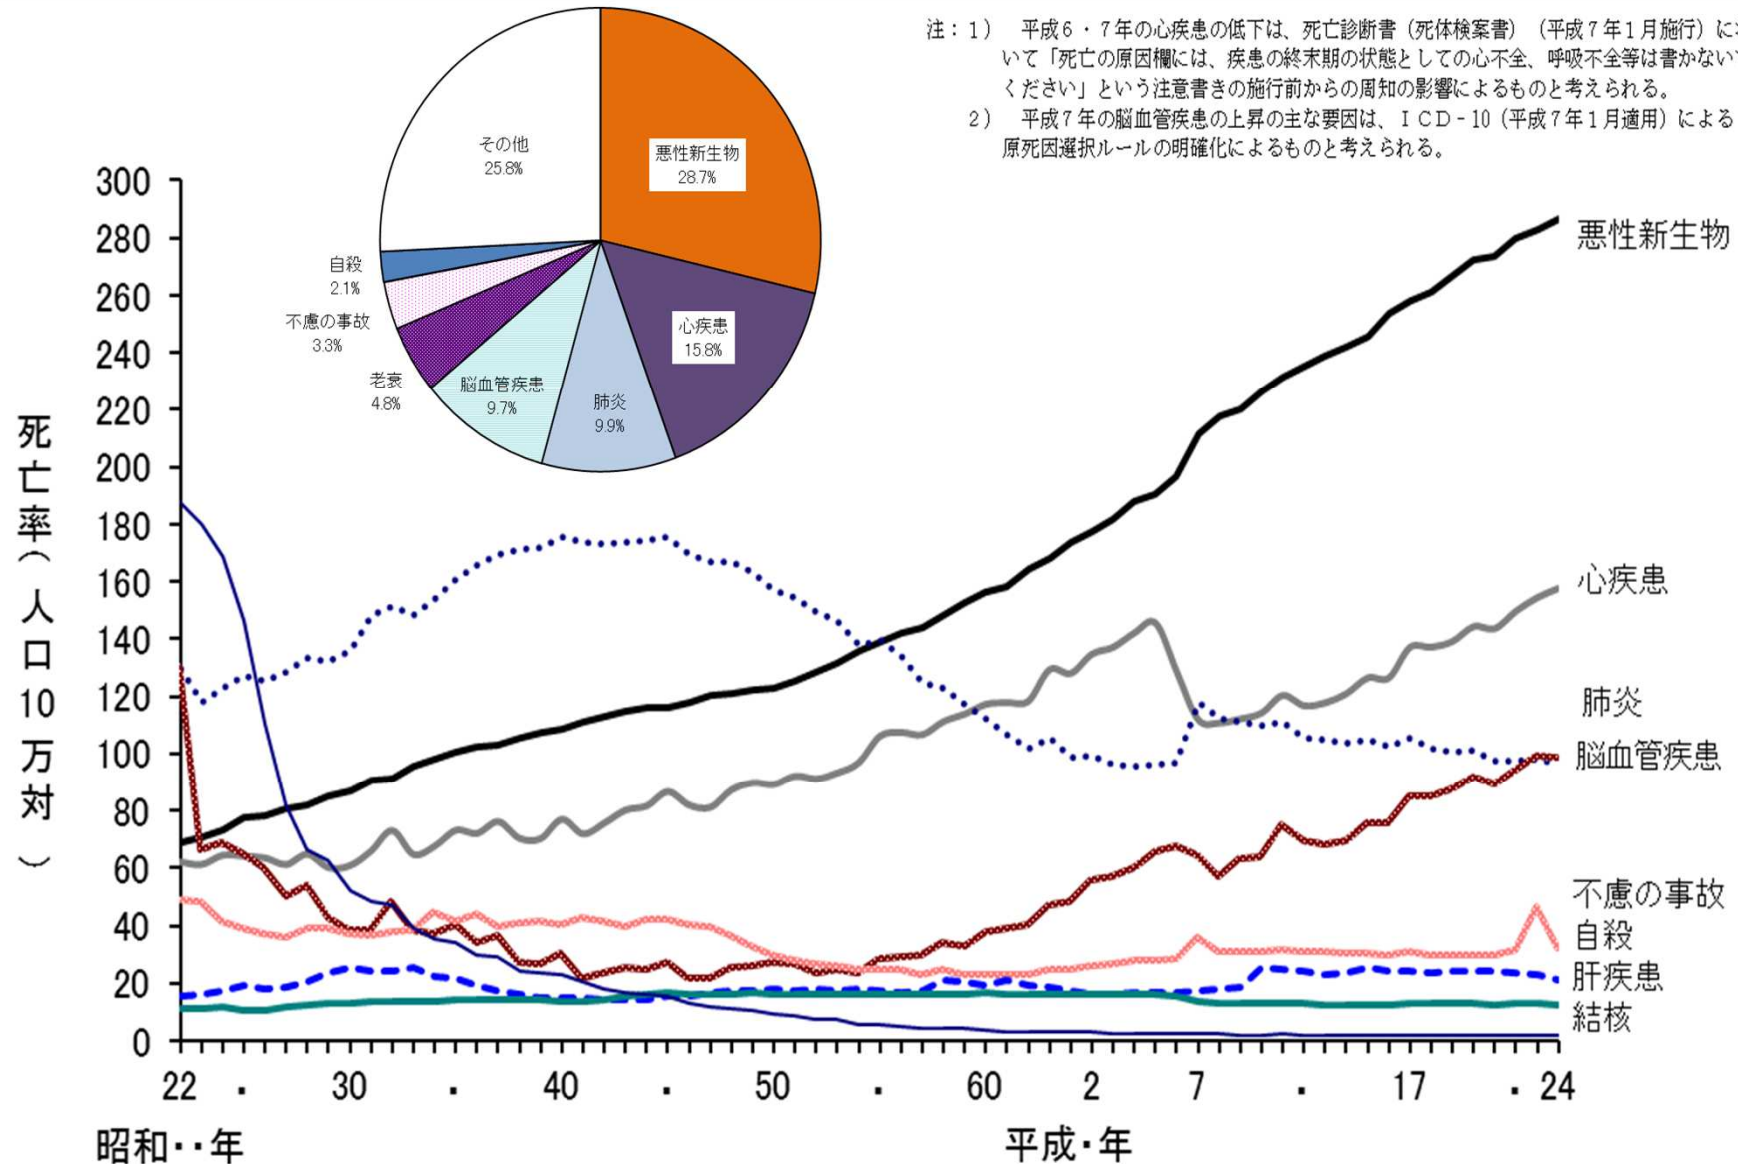 注：１） 平成６・７年の心疾患の低下は、死亡診断書（死体検案書）（平成７年１月施行）に
いて「死亡の原因欄には、疾患の終末期の状態としての心不全、呼吸不全等は書かない
ください」という注意書きの施行前からの周知の影響によるものと考えられる。
２） 平成７年の脳血管疾患の上昇の主な要因は、ＩＣＤ‐10（平成７年１月適用）による
原死因選択ルールの明確化によるものと考えられる。
その他
25.8%
悪性新生物
28.7%
自殺
2.1%
心疾患
15.8%
不慮の事故
3.3%
老衰
4.8%
脳血管疾患
9.7%
肺炎
9.9%
死亡率（人口10万対）
300
280
260
240
220
200
180
160
140
120
100
80
60
40
20
0
悪性新生物
心疾患
肺炎
脳血管疾患
不慮の事故
自殺
肝疾患
結核
22 ・ 30 ・ 40 ・ 50 ・ 60 2 7 ・ 17 ・ 24
昭和・・年 平成・年